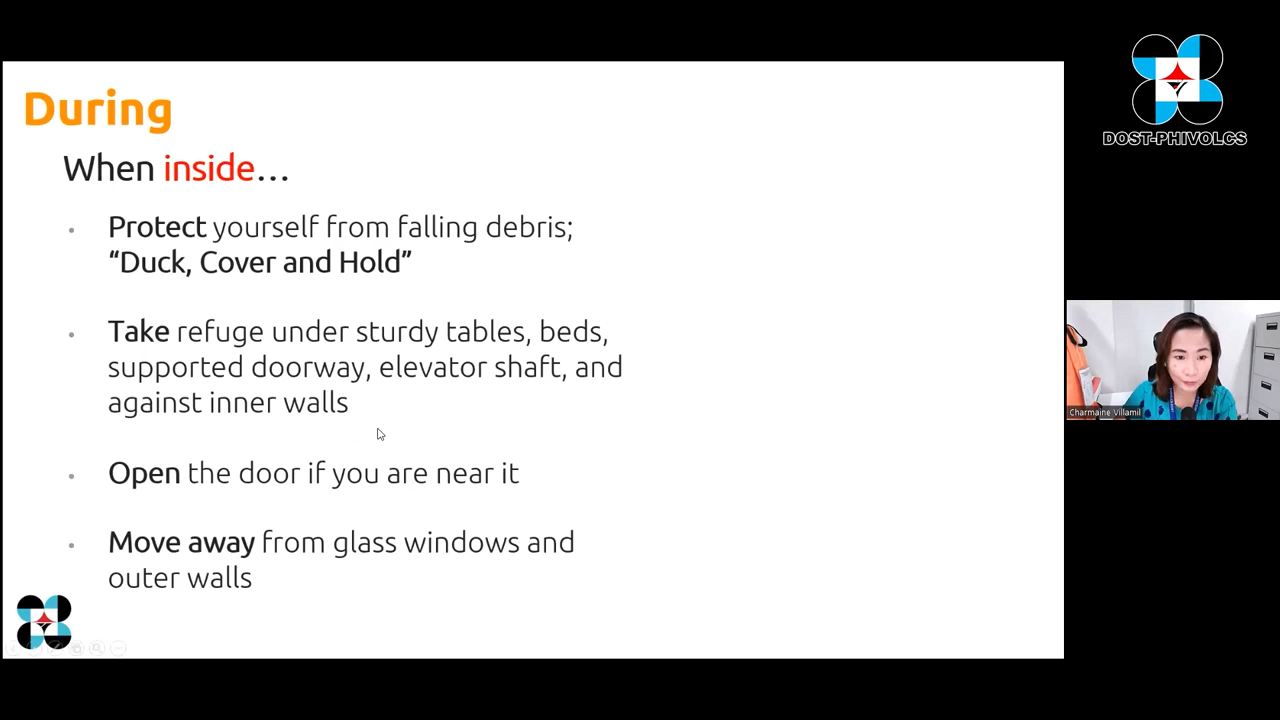 During
When inside…
• Protect yourself from falling debris;
“Duck, Cover and Hold”
• Take refuge under sturdy tables, beds,
supported doorway, elevator shaft, and
against inner walls
• Open the door if you are near it
• Move away from glass windows and
outer walls
DOST-PHIVOLCS
Charmaine Villamil